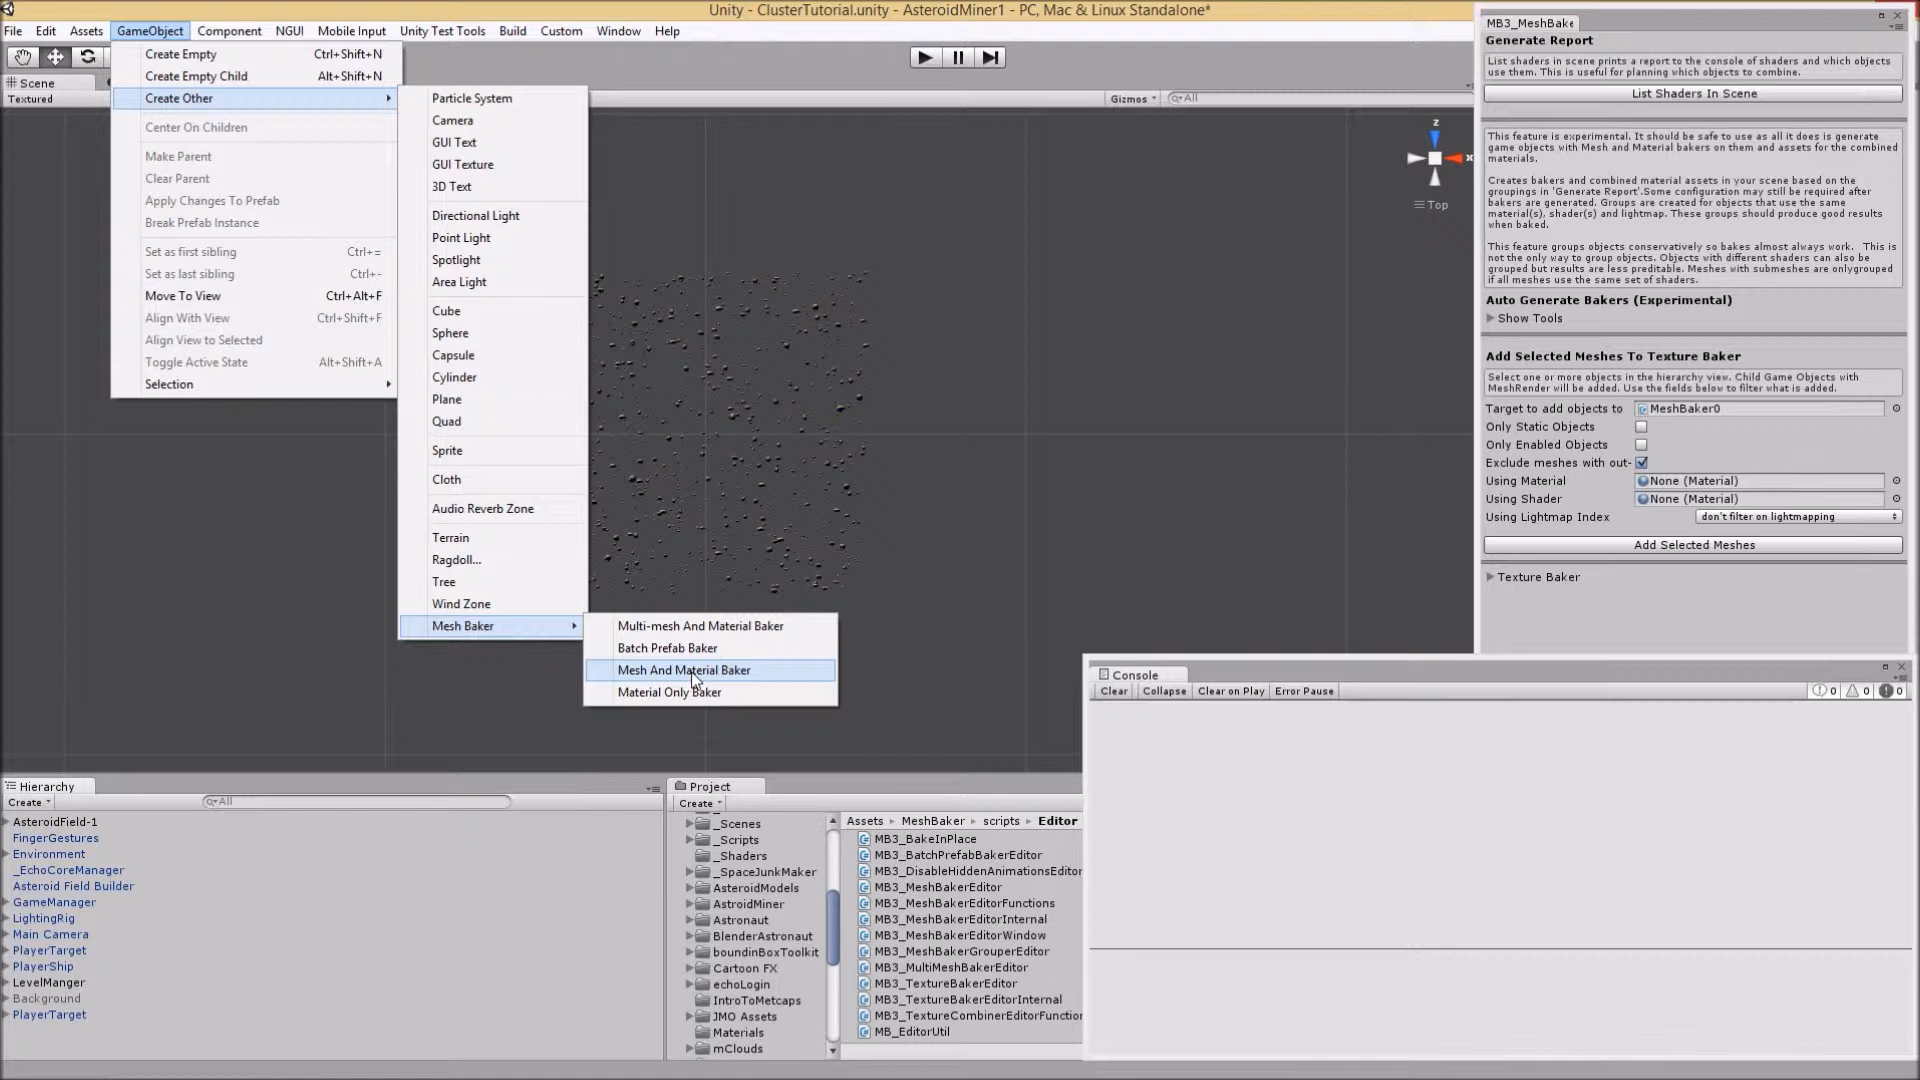 Unity - ClusterTutorial.unity - AsteroidMiner1 - PC, Mac & Linux Standalone*
File Edit Assets GameObject Component NGUI Mobile Input Unity Test Tools Build Custom Window Help
Scene
Textured
Gizmos All
Create Empty Ctrl+Shift+N
Create Empty Child Alt+Shift+N
Create Other
Center On Children
Make Parent
Clear Parent
Apply Changes To Prefab
Break Prefab Instance
Set as first sibling Ctrl+=
Set as last sibling Ctrl+-
Move To View Ctrl+Alt+F
Align With View Ctrl+Shift+F
Align View to Selected
Toggle Active State Alt+Shift+A
Selection
Particle System
Camera
GUI Text
GUI Texture
3D Text
Directional Light
Point Light
Spotlight
Area Light
Cube
Sphere
Capsule
Cylinder
Plane
Quad
Sprite
Cloth
Audio Reverb Zone
Terrain
Ragdoll...
Tree
Wind Zone
Mesh Baker
Multi-mesh And Material Baker
Batch Prefab Baker
Mesh And Material Baker
Material Only Baker
z
x
Top
MB3_MeshBake
Generate Report
List shaders in scene prints a report to the console of shaders and which objects
use them. This is useful for planning which objects to combine.
List Shaders In Scene
This feature is experimental. It should be safe to use as all it does is generate
game objects with Mesh and Material bakers on them and assets for the combined
materials.
Creates bakers and combined material assets in your scene based on the
groupings in 'Generate Report'.Some configuration may still be required after
bakers are generated. Groups are created for objects that use the same
material(s), shader(s) and lightmap. These groups should produce good results
when baked.
This feature groups objects conservatively so bakes almost always work. This is
not the only way to group objects. Objects with different shaders can also be
grouped but results are less preditable. Meshes with submeshes are onlygrouped
if all meshes use the same set of shaders.
Auto Generate Bakers (Experimental)
Show Tools
Add Selected Meshes To Texture Baker
Select one or more objects in the hierarchy view. Child Game Objects with
MeshRender will be added. Use the fields below to filter what is added.
Target to add objects to MeshBaker0
Only Static Objects
Only Enabled Objects
Exclude meshes with out-
Using Material None (Material)
Using Shader None (Material)
Using Lightmap Index don't filter on lightmapping
Add Selected Meshes
Texture Baker
Console
Clear Collapse Clear on Play Error Pause 0 0 0
Hierarchy
Create All
AsteroidField-1
FingerGestures
Environment
_EchoCoreManager
Asteroid Field Builder
GameManager
LightingRig
Main Camera
PlayerTarget
PlayerShip
LevelManger
Background
PlayerTarget
Project
Create
_Scenes
_Scripts
_Shaders
_SpaceJunkMaker
AsteroidModels
AstroidMiner
Astronaut
BlenderAstronaut
boundinBoxToolkit
Cartoon FX
echoLogin
IntroToMetcaps
JMO Assets
Materials
mClouds
Assets MeshBaker scripts Editor
MB3_BakeInPlace
MB3_BatchPrefabBakerEditor
MB3_DisableHiddenAnimationsEditor
MB3_MeshBakerEditor
MB3_MeshBakerEditorFunctions
MB3_MeshBakerEditorInternal
MB3_MeshBakerEditorWindow
MB3_MeshBakerGrouperEditor
MB3_MultiMeshBakerEditor
MB3_TextureBakerEditor
MB3_TextureBakerEditorInternal
MB3_TextureCombinerEditorFunction
MB_EditorUtil